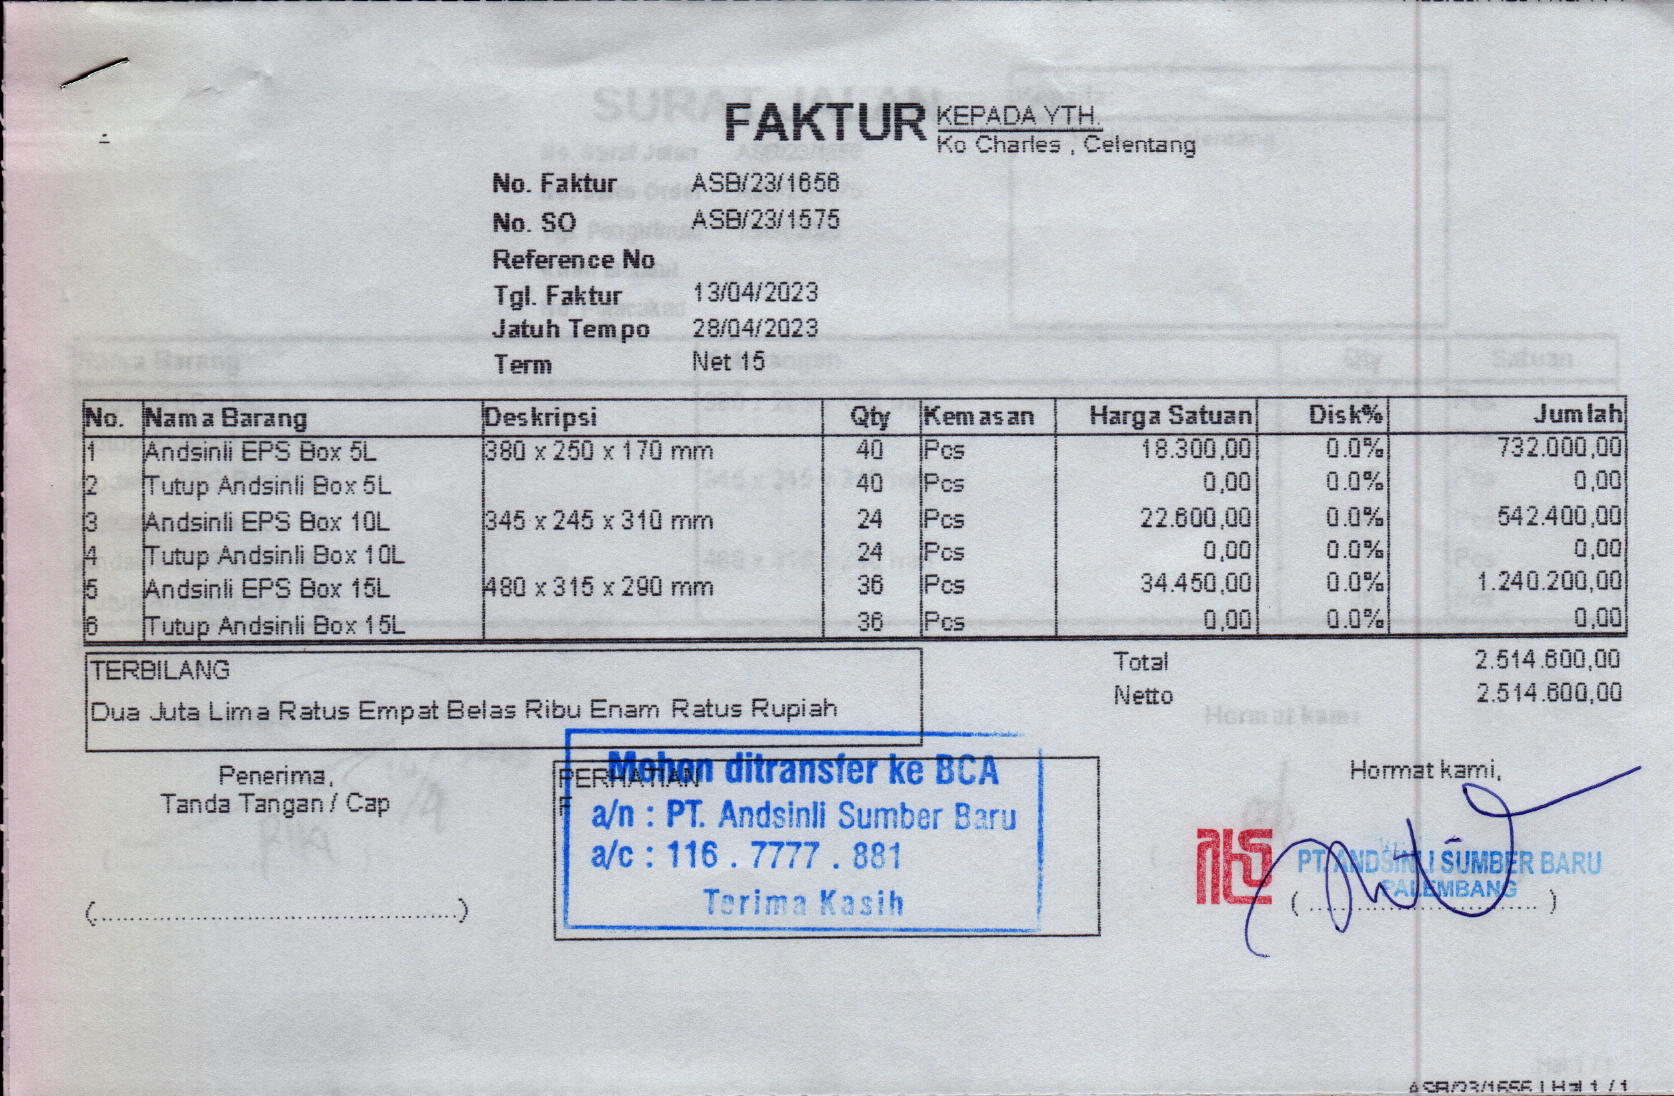 FAKTUR
KEPADA YTH.
Ko Charles , Celentang
No. Faktur ASB/23/1656
No. SO ASB/23/1575
Reference No
Tgl. Faktur 13/04/2023
Jatuh Tempo 28/04/2023
Term Net 15
No. Nama Barang Deskripsi Qty Kemasan Harga Satuan Disk% Jumlah
1 Andsinli EPS Box 5L 380 x 250 x 170 mm 40 Pcs 18.300,00 0.0% 732.000,00
2 Tutup Andsinli Box 5L 40 Pcs 0,00 0.0% 0,00
3 Andsinli EPS Box 10L 345 x 245 x 310 mm 24 Pcs 22.600,00 0.0% 542.400,00
4 Tutup Andsinli Box 10L 24 Pcs 0,00 0.0% 0,00
5 Andsinli EPS Box 15L 480 x 315 x 290 mm 36 Pcs 34.450,00 0.0% 1.240.200,00
6 Tutup Andsinli Box 15L 36 Pcs 0,00 0.0% 0,00
TERBILANG
Dua Juta Lima Ratus Empat Belas Ribu Enam Ratus Rupiah
Total 2.514.600,00
Netto 2.514.600,00
Penerima,
Tanda Tangan / Cap
(..............................................)
PERHATIAN
F
Mohon ditransfer ke BCA
a/n : PT. Andsinli Sumber Baru
a/c : 116 . 7777 . 881
Terima Kasih
Hormat kami,
PT. ANDSINLI SUMBER BARU
PALEMBANG
( .............................. )
ASB/23/1656 | Hal 1 / 1